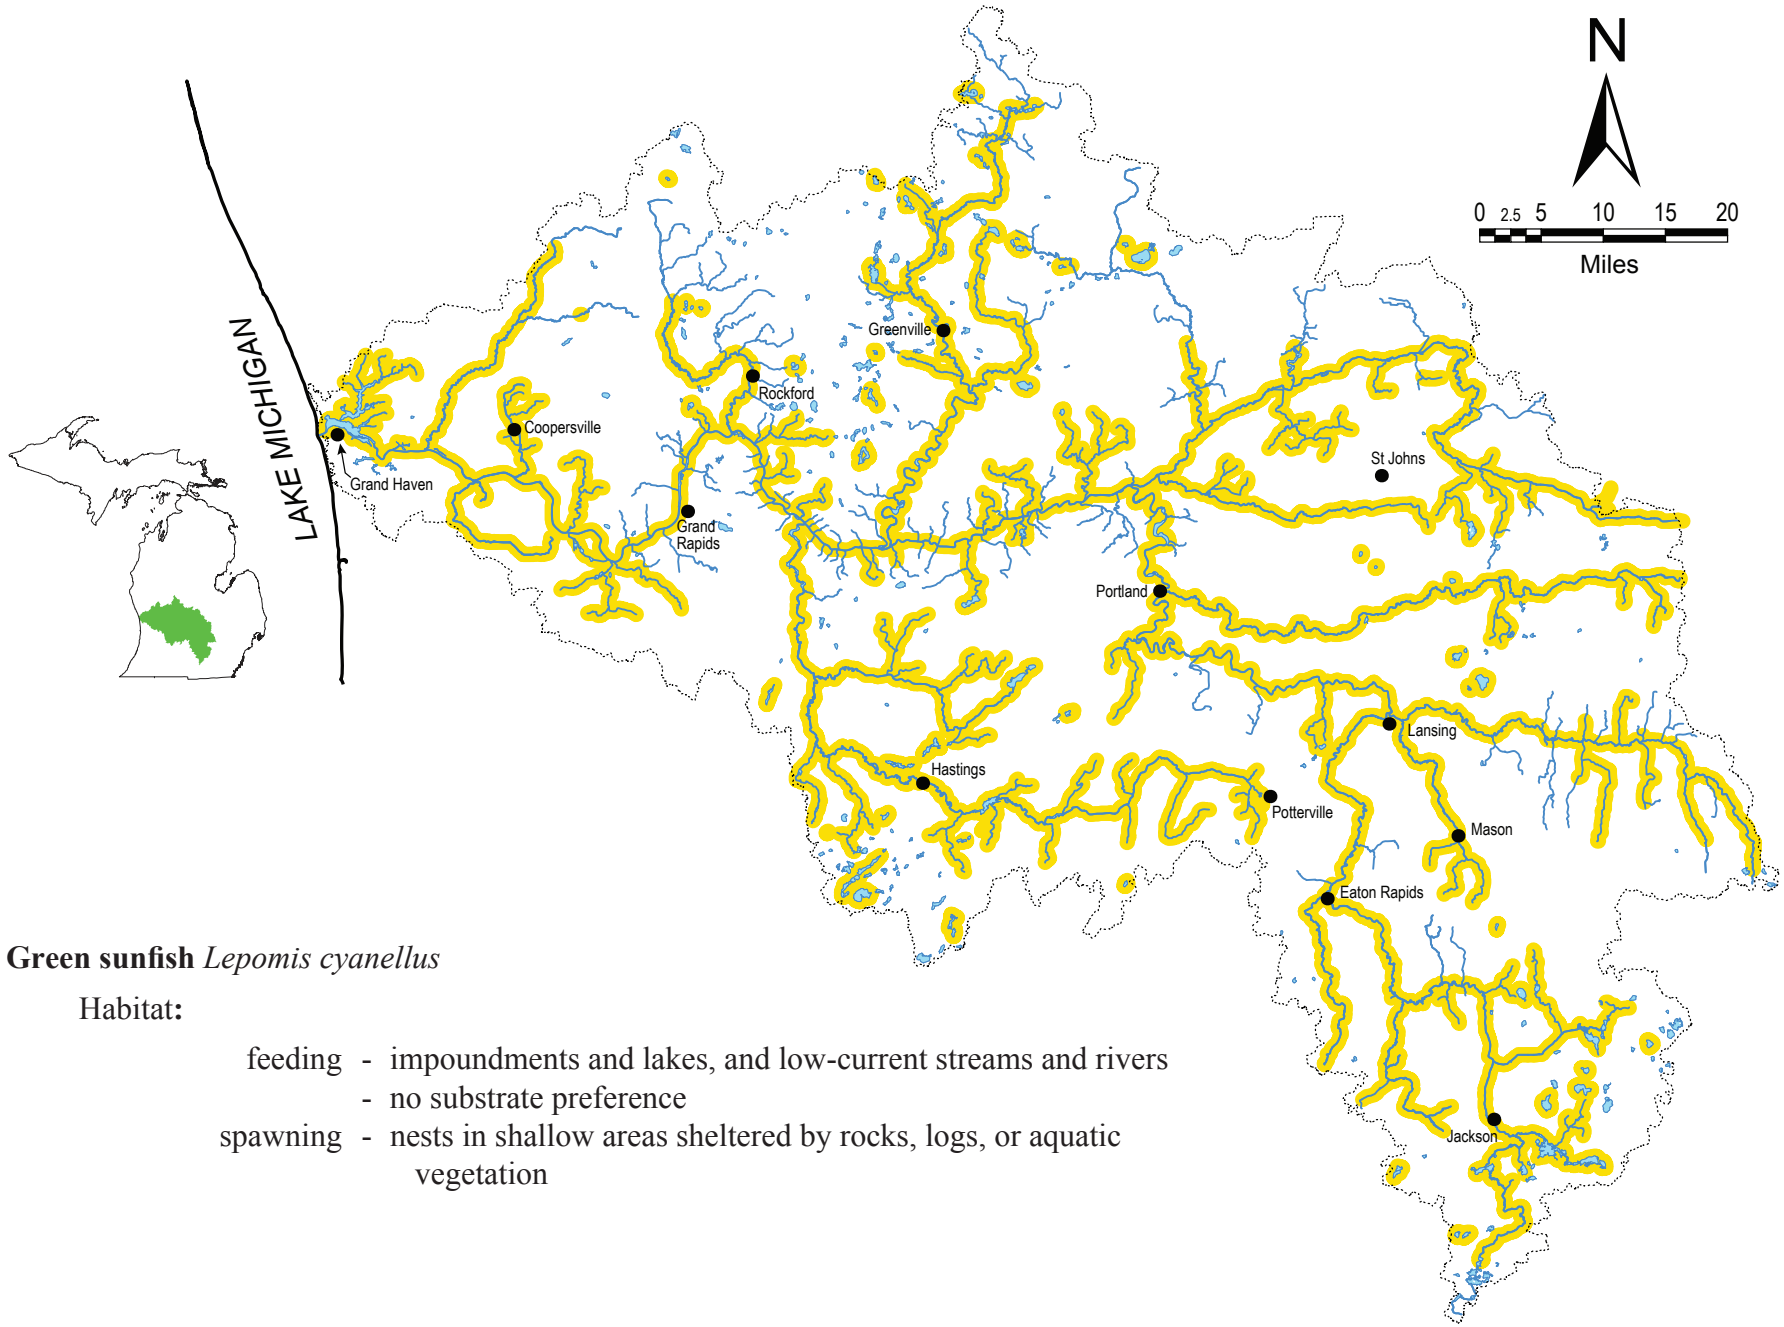 N
0 2.5 5 10 15 20
Miles
LAKE MICHIGAN
Greenville
Rockford
Coopersville
Grand Haven
St Johns
Grand
Rapids
Portland
Lansing
Hastings
Potterville
Mason
Eaton Rapids
Jackson
Green sunfish Lepomis cyanellus
Habitat:
feeding - impoundments and lakes, and low-current streams and rivers
- no substrate preference
spawning - nests in shallow areas sheltered by rocks, logs, or aquatic
vegetation